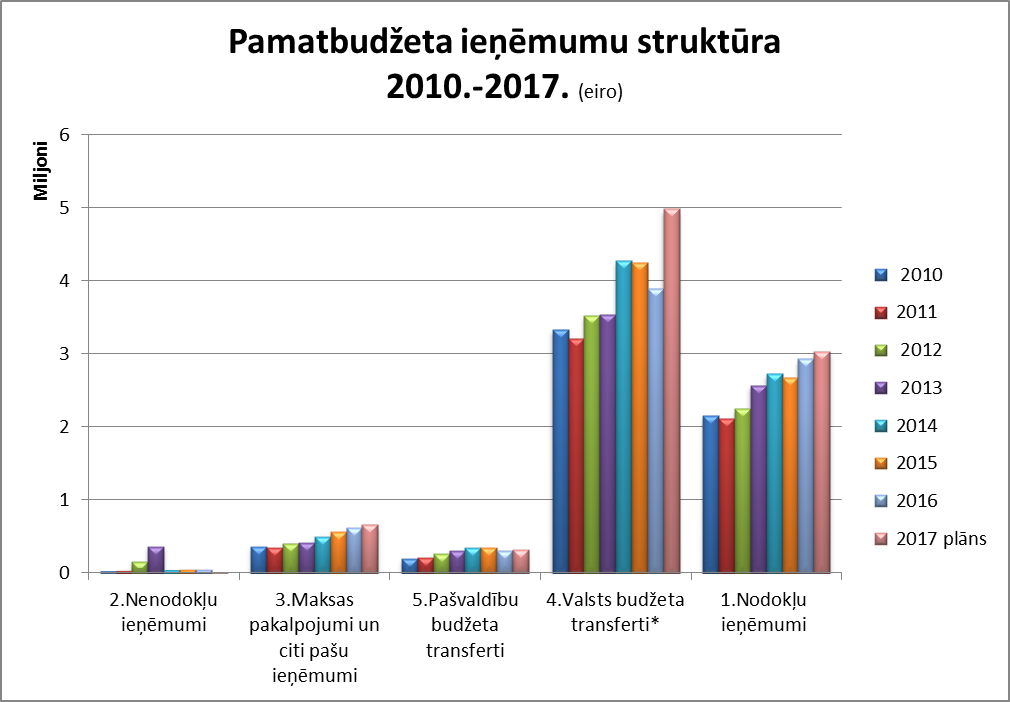 Pamatbudžeta ieņēmumu struktūra
2010.-2017. (eiro)
Miljoni
6
5
4
3
2
1
0
2.Nenodokļu
ieņēmumi
3.Maksas
pakalpojumi un
citi pašu
ieņēmumi
5.Pašvaldību
budžeta
transferti
4.Valsts budžeta
transferti*
1.Nodokļu
ieņēmumi
2010
2011
2012
2013
2014
2015
2016
2017 plāns